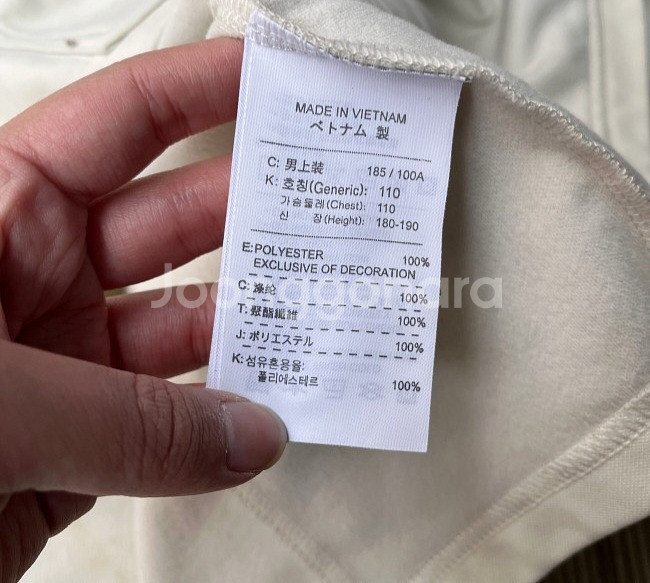 MADE IN VIETNAM
ベトナム 製
C: 男上装 185 / 100A
K: 호칭(Generic): 110
가슴둘레(Chest): 110
신 장(Height): 180-190
E:POLYESTER 100%
EXCLUSIVE OF DECORATION
C: 涤纶 100%
T: 聚酯纖維 100%
J: ポリエステル 100%
K: 섬유혼용율:
폴리에스테르 100%